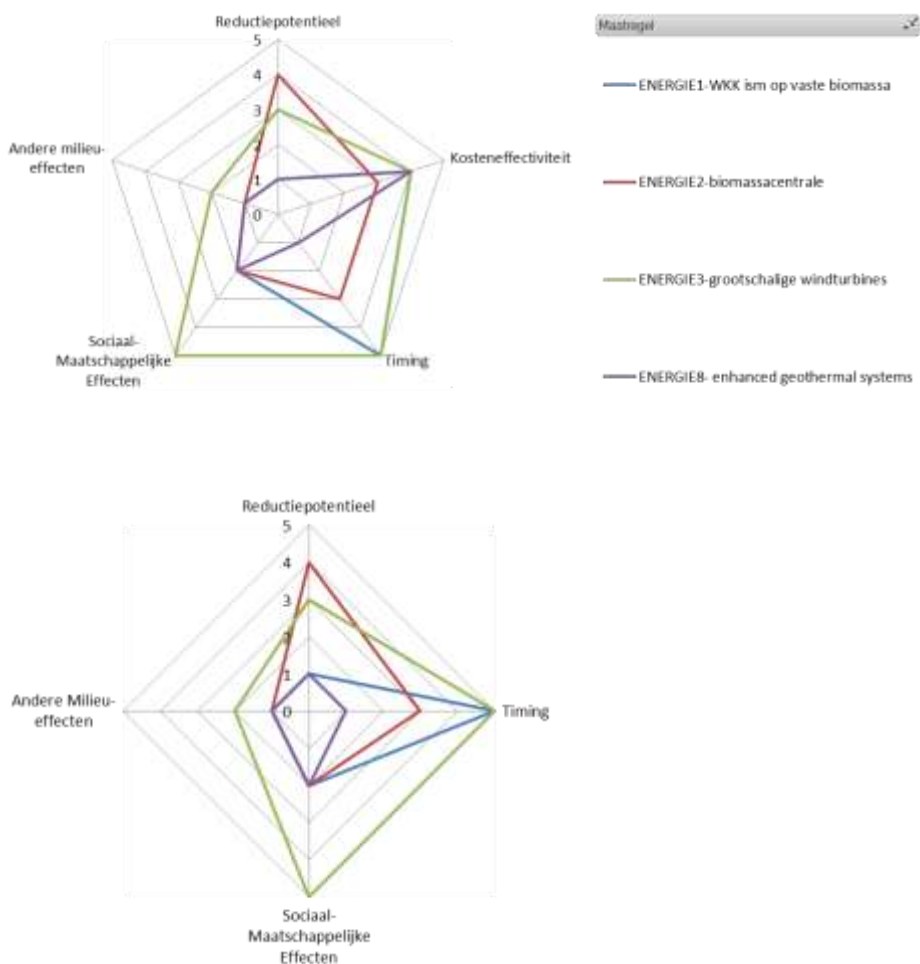 Reductiepotentieel
5
4
3
2
1
0
Kosteneffectiviteit
Timing
Sociaal-
Maatschappelijke
Effecten
Andere milieu-
effecten
Maatregel
ENERGIE1-WKK ism op vaste biomassa
ENERGIE2-biomassacentrale
ENERGIE3-grootschalige windturbines
ENERGIE8- enhanced geothermal systems
Reductiepotentieel
5
4
3
2
1
0
Timing
Sociaal-
Maatschappelijke
Effecten
Andere Milieu-
effecten